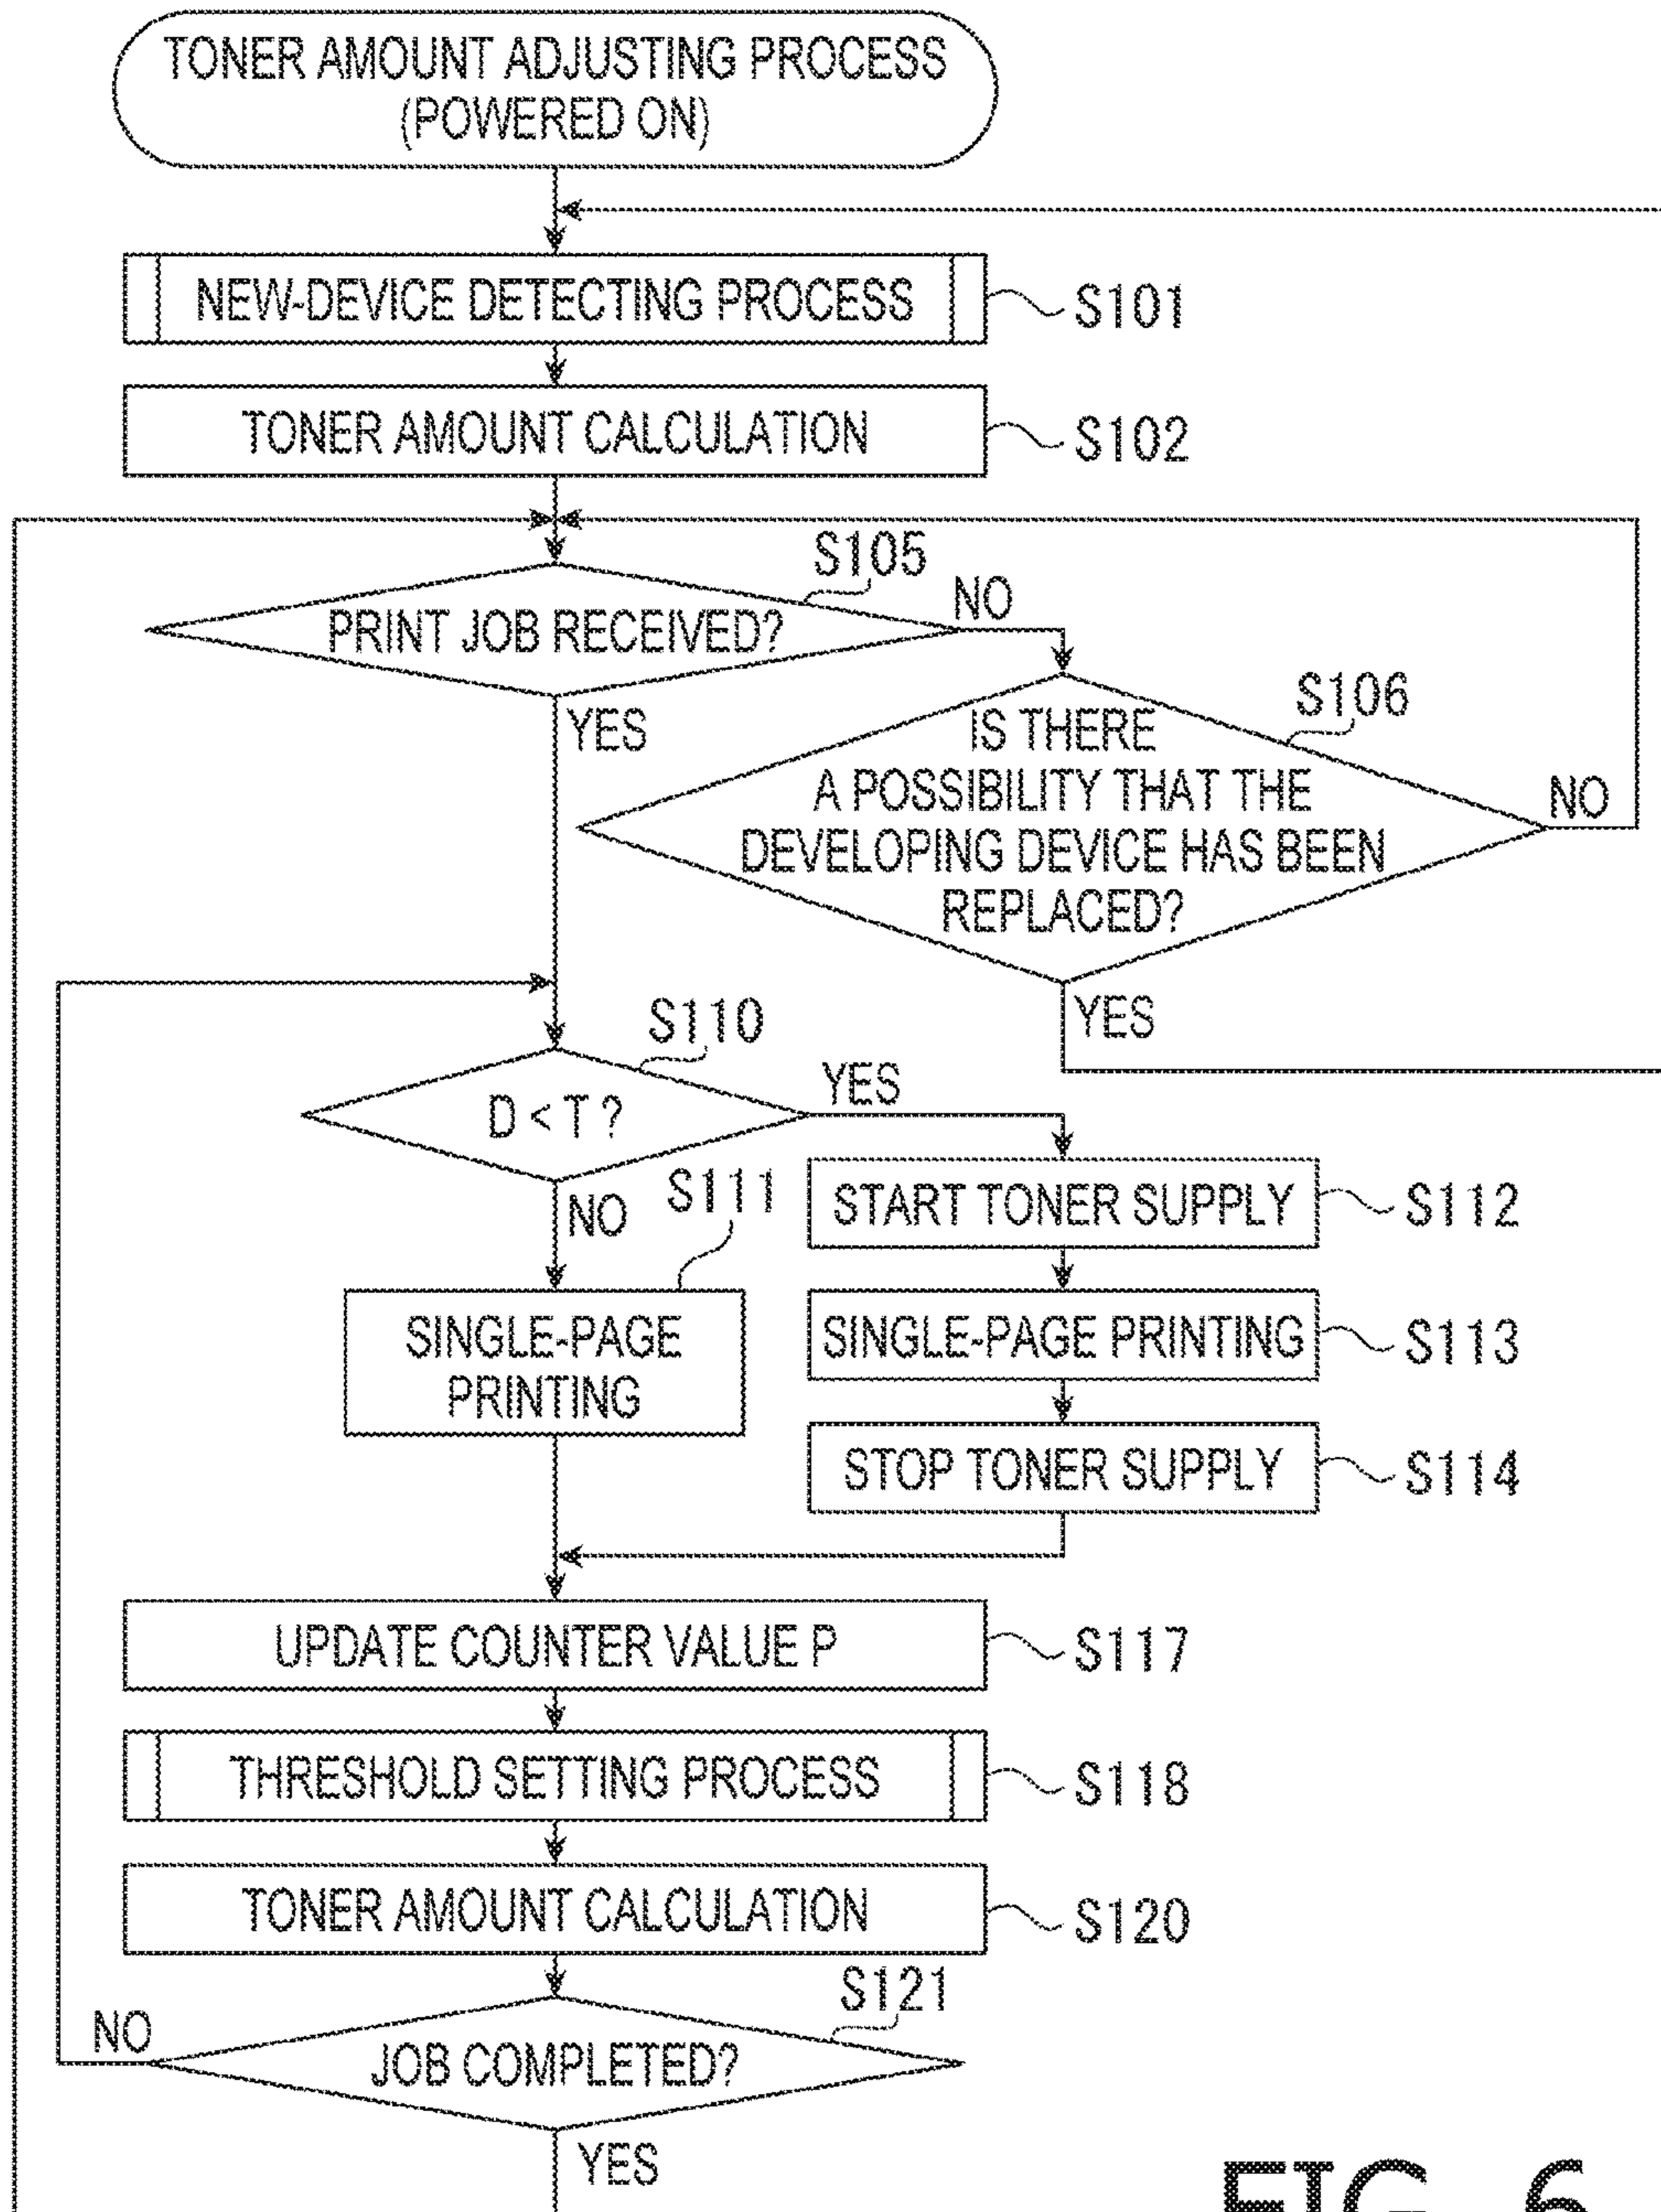 TONER AMOUNT ADJUSTING PROCESS
(POWERED ON)
NEW-DEVICE DETECTING PROCESS
S101
TONER AMOUNT CALCULATION
S102
S105
PRINT JOB RECEIVED?
NO
YES
S106
IS THERE
A POSSIBILITY THAT THE
DEVELOPING DEVICE HAS BEEN
REPLACED?
NO
YES
S110
D < T ?
YES
NO
S111
SINGLE-PAGE
PRINTING
START TONER SUPPLY
S112
SINGLE-PAGE PRINTING
S113
STOP TONER SUPPLY
S114
UPDATE COUNTER VALUE P
S117
THRESHOLD SETTING PROCESS
S118
TONER AMOUNT CALCULATION
S120
S121
JOB COMPLETED?
NO
YES
FIG. 6